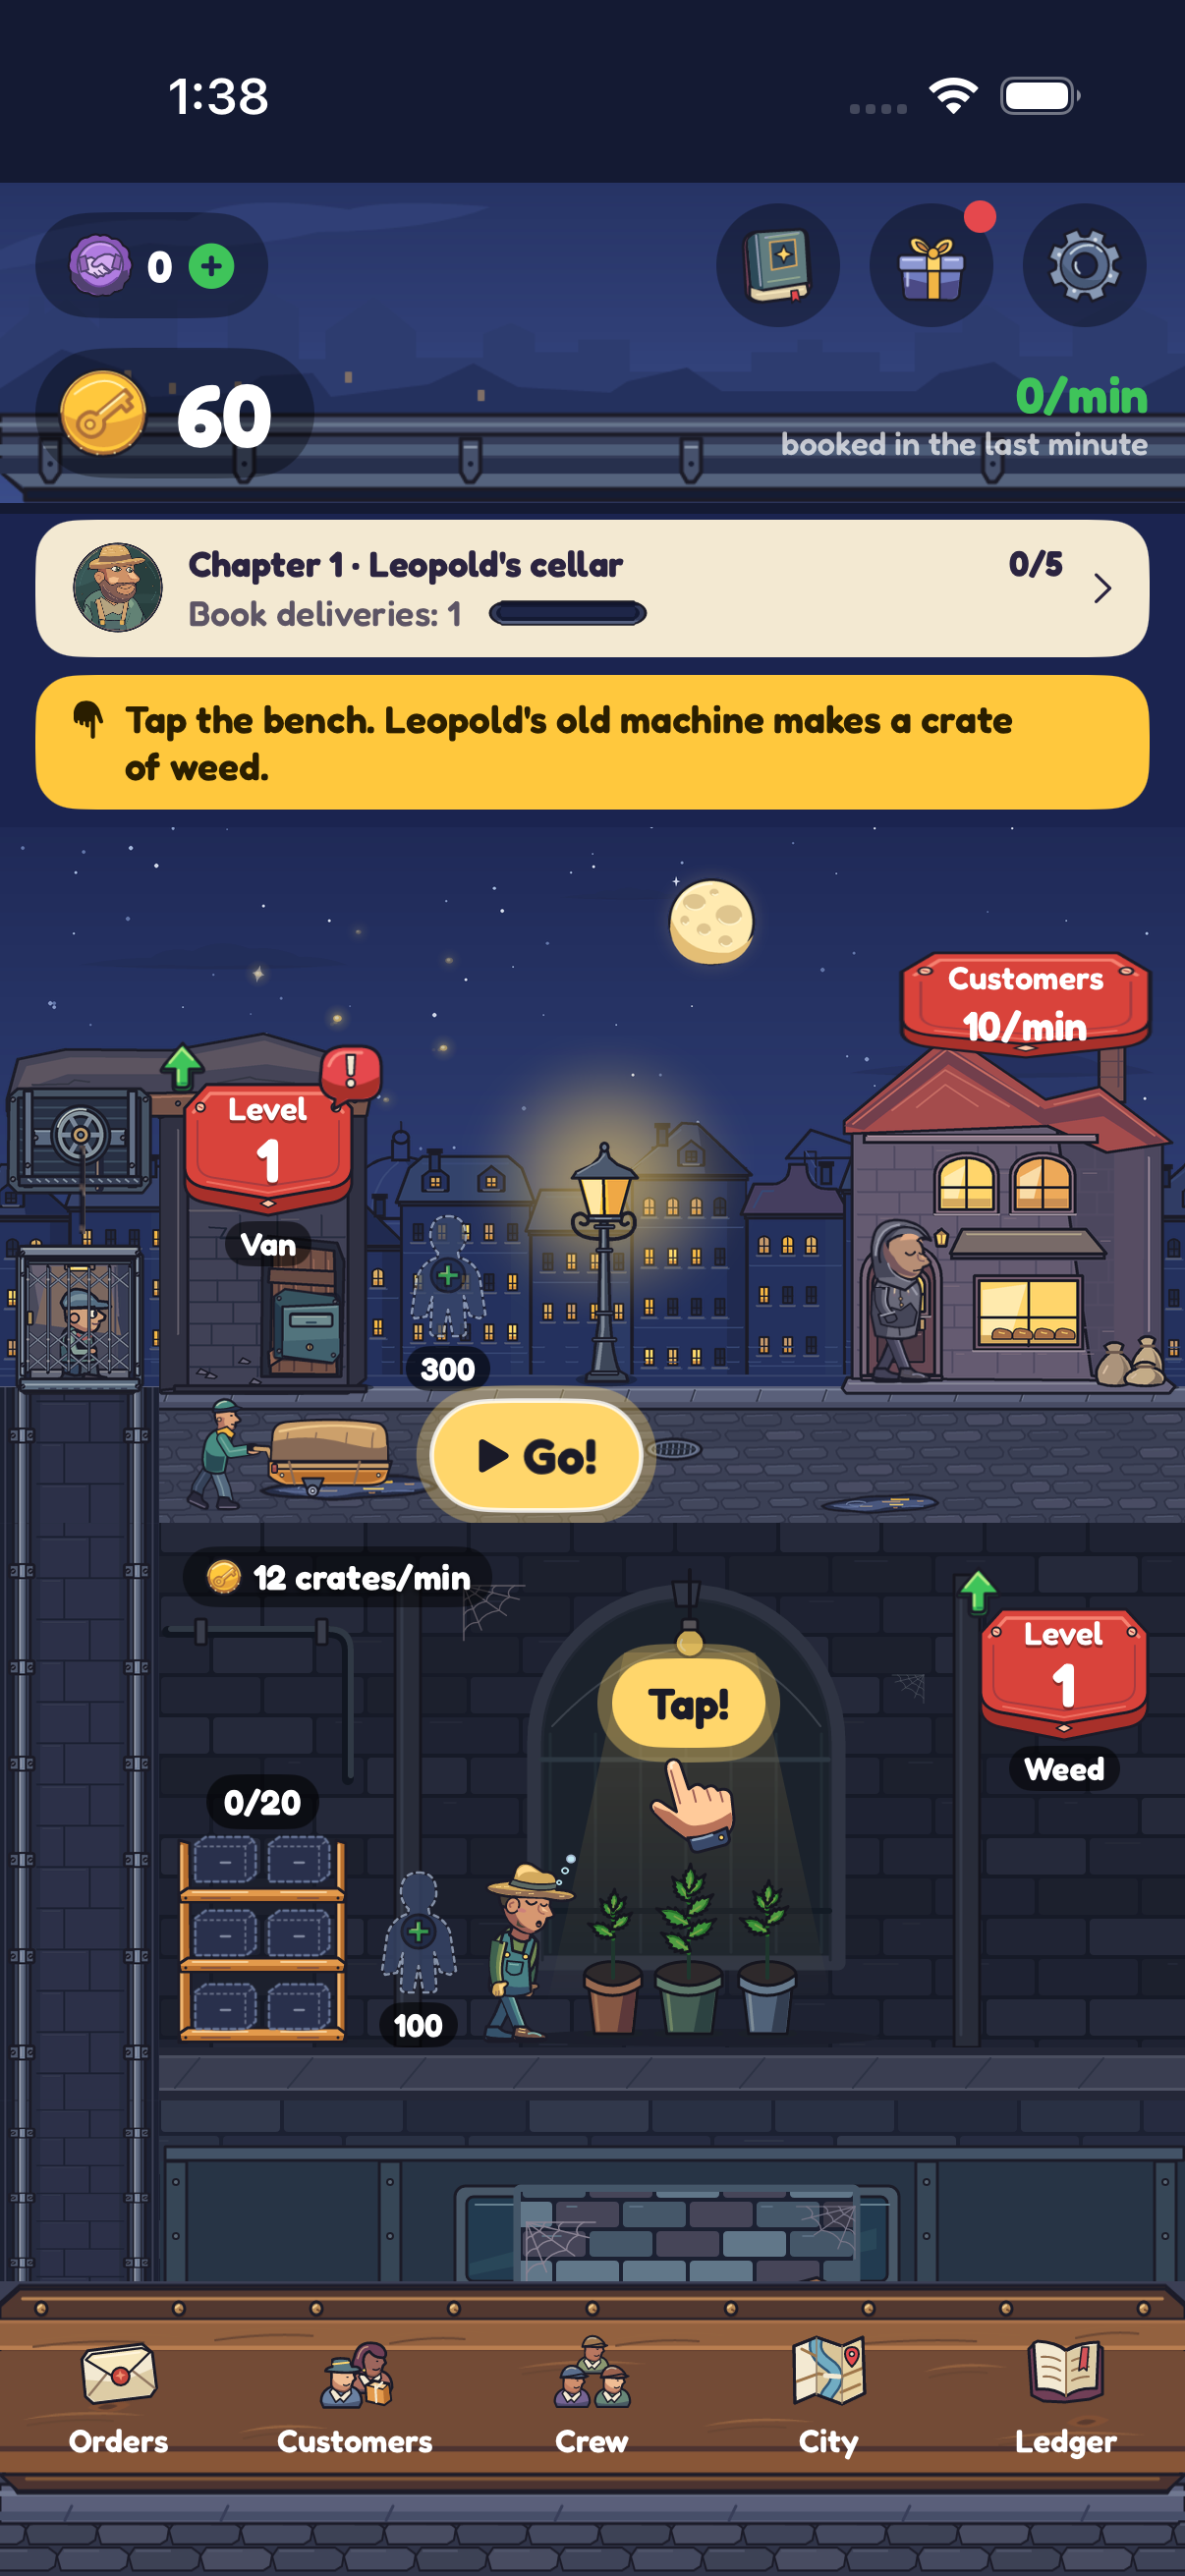 1:38
0
60
0/min
booked in the last minute
Chapter 1 · Leopold's cellar
0/5
Book deliveries: 1
Tap the bench. Leopold's old machine makes a crate
of weed.
Customers
10/min
Level
1
Van
300
Go!
12 crates/min
Tap!
Level
1
Weed
0/20
100
Orders
Customers
Crew
City
Ledger